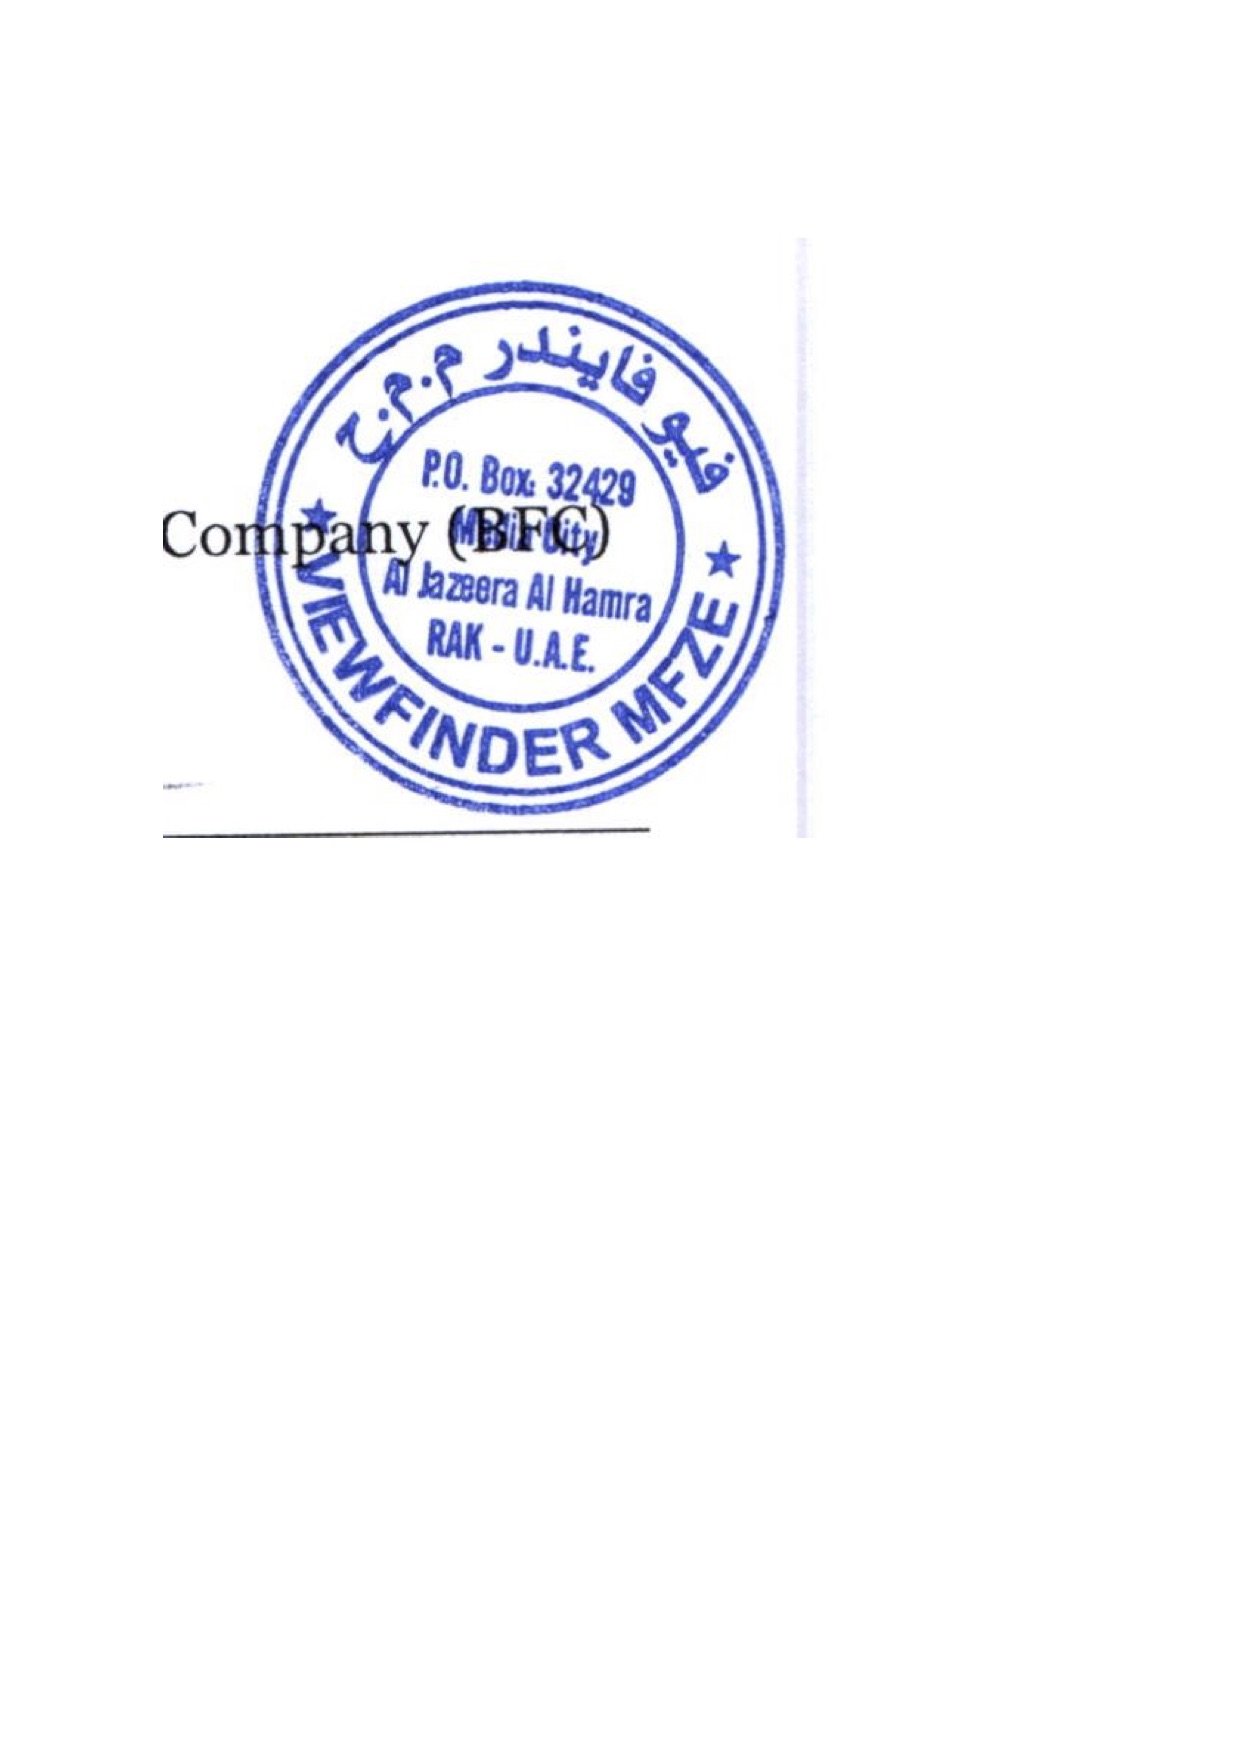 فيو فايندر م.م.ح
P.O. Box: 32429
Media City
Al Jazeera Al Hamra
RAK - U.A.E.
VIEWFINDER MFZE
Company (BFC)